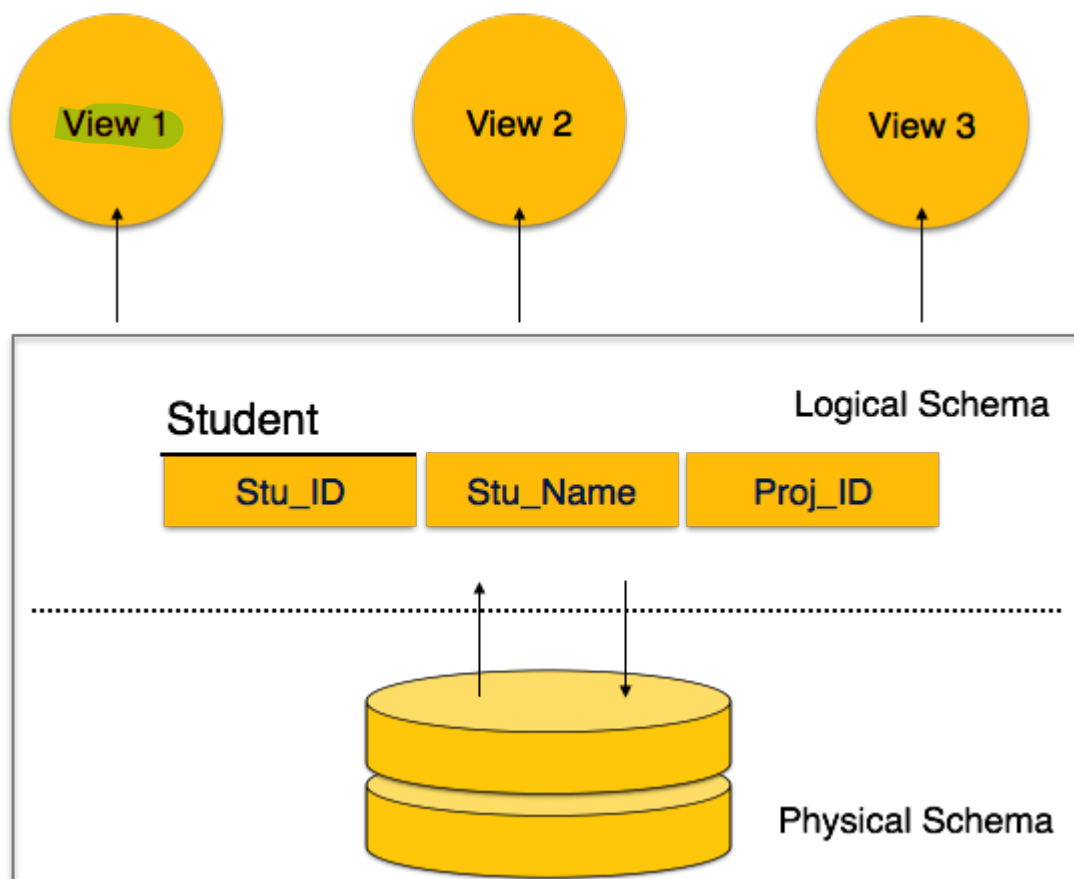 View 1
View 2
View 3
Logical Schema
Student
Stu_ID
Stu_Name
Proj_ID
Physical Schema